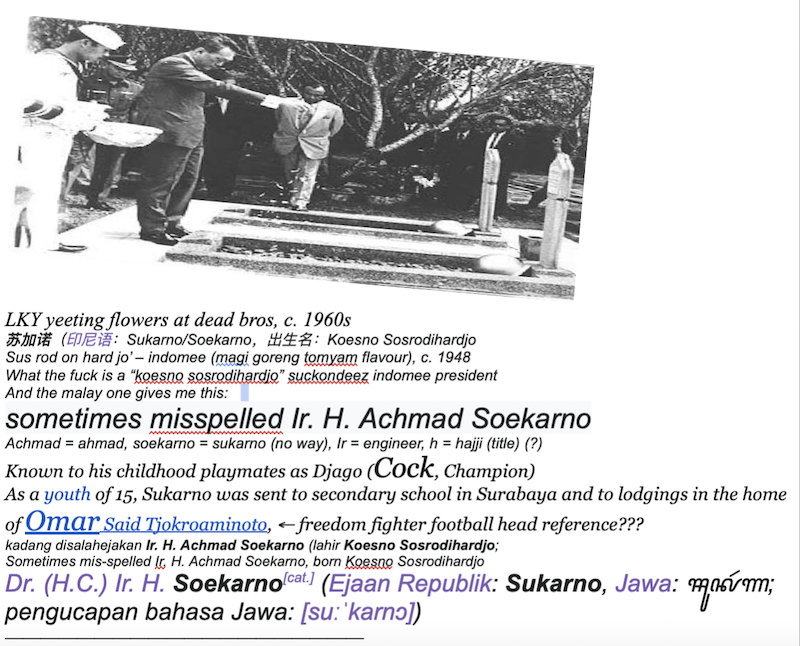 LKY yeeting flowers at dead bros, c. 1960s
苏加诺（印尼语：Sukarno/Soekarno，出生名：Koesno Sosrodihardjo
Sus rod on hard jo' – indomee (magi goreng tomyam flavour), c. 1948
What the fuck is a “koesno sosrodihardjo” suckondeez indomee president
And the malay one gives me this:
sometimes misspelled Ir. H. Achmad Soekarno
Achmad = ahmad, soekarno = sukarno (no way), Ir = engineer, h = hajji (title) (?)
Known to his childhood playmates as Djago (Cock, Champion)
As a youth of 15, Sukarno was sent to secondary school in Surabaya and to lodgings in the home
of Omar Said Tjokroaminoto, ←freedom fighter football head reference???
kadang disalahejakan Ir. H. Achmad Soekarno (lahir Koesno Sosrodihardjo;
Sometimes mis-spelled Ir, H. Achmad Soekarno, born Koesno Sosrodihardjo
Dr. (H.C.) Ir. H. Soekarno[cat.] (Ejaan Republik: Sukarno, Jawa: ;
pengucapan bahasa Jawa: [suːˈkarnɔ])